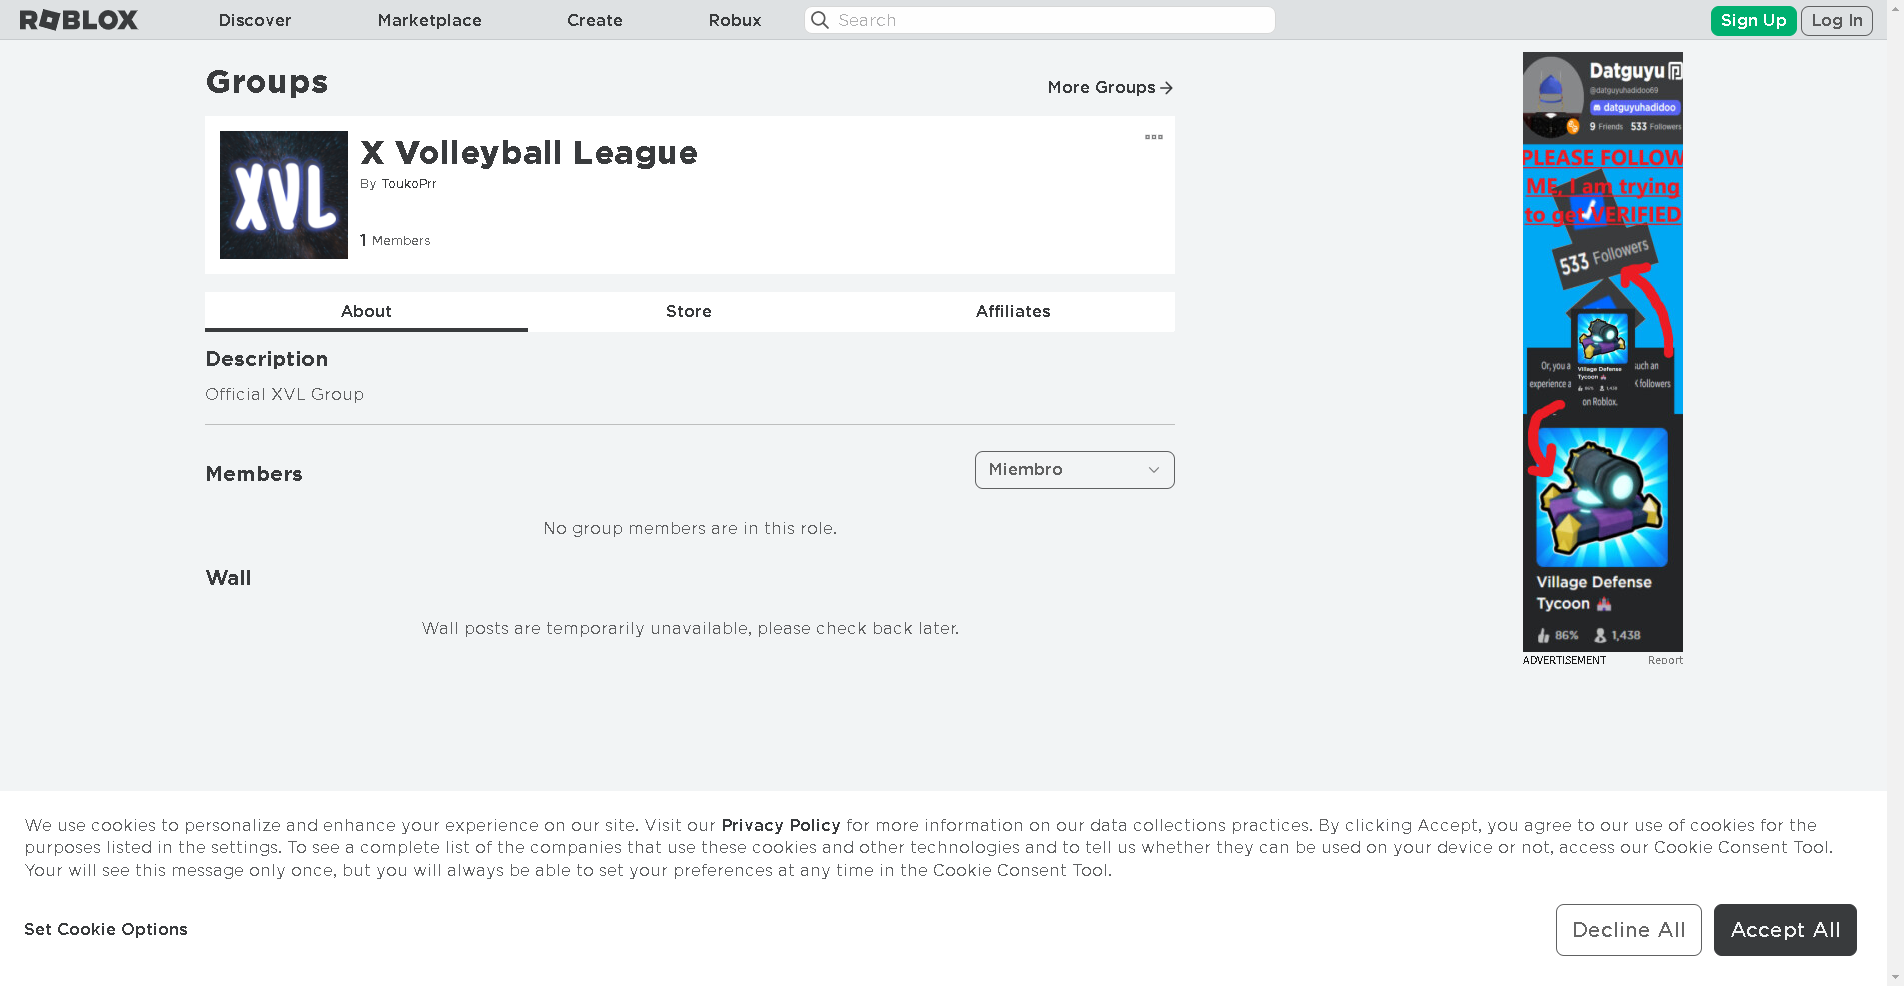 ROBLOX
Discover
Marketplace
Create
Robux
Search
Sign Up
Log In
Groups
More Groups
XVL
X Volleyball League
By ToukoPrr
1 Members
About
Store
Affiliates
Description
Official XVL Group
Members
Miembro
No group members are in this role.
Wall
Wall posts are temporarily unavailable, please check back later.
Datguyu
@datguyuhadidoo69
datguyuhadidoo
9 Friends 533 Followers
PLEASE FOLLOW
ME, I am trying
to get VERIFIED
533 Followers
Or, you a
such an
Village Defense
Tycoon
experience a
K followers
86% 1,438
on Roblox.
Village Defense
Tycoon
86% 1,438
ADVERTISEMENT
Report
We use cookies to personalize and enhance your experience on our site. Visit our Privacy Policy for more information on our data collections practices. By clicking Accept, you agree to our use of cookies for the
purposes listed in the settings. To see a complete list of the companies that use these cookies and other technologies and to tell us whether they can be used on your device or not, access our Cookie Consent Tool.
Your will see this message only once, but you will always be able to set your preferences at any time in the Cookie Consent Tool.
Set Cookie Options
Decline All
Accept All